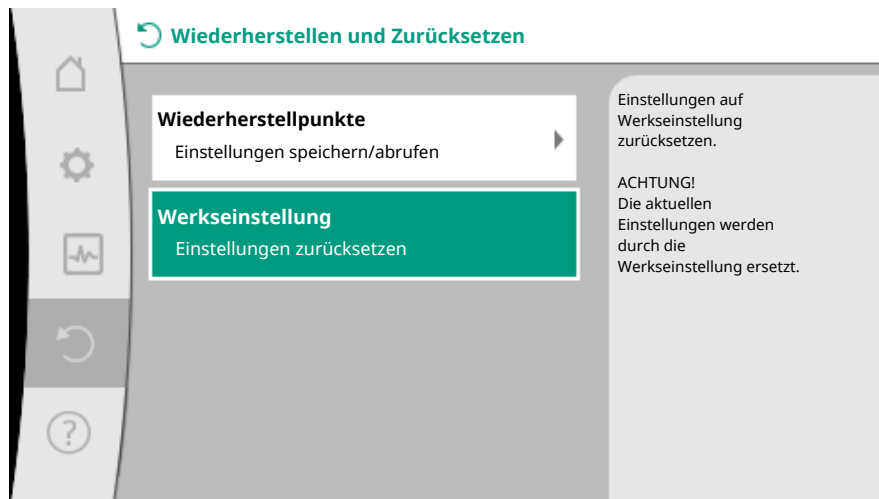 Wiederherstellen und Zurücksetzen
Wiederherstellpunkte
Einstellungen speichern/abrufen
Werkseinstellung
Einstellungen zurücksetzen
Einstellungen auf
Werkseinstellung
zurücksetzen.
ACHTUNG!
Die aktuellen
Einstellungen werden
durch die
Werkseinstellung ersetzt.
?